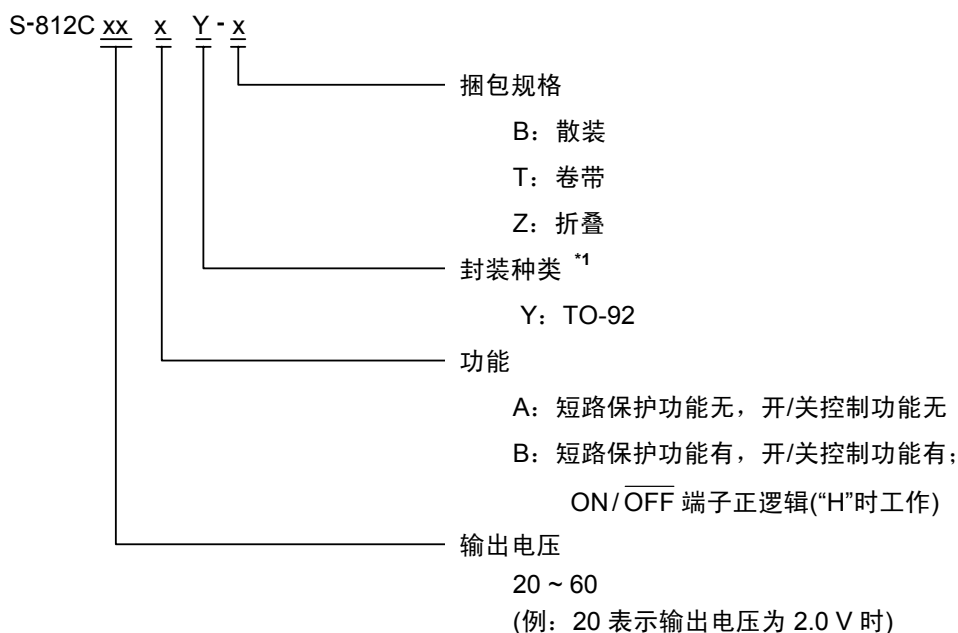 S-812C xx x Y - x
捆包规格
B：散装
T：卷带
Z：折叠
封装种类 *1
Y：TO-92
功能
A：短路保护功能无，开/关控制功能无
B：短路保护功能有，开/关控制功能有；
ON/OFF 端子正逻辑(“H”时工作)
输出电压
20 ~ 60
(例：20 表示输出电压为 2.0 V 时)